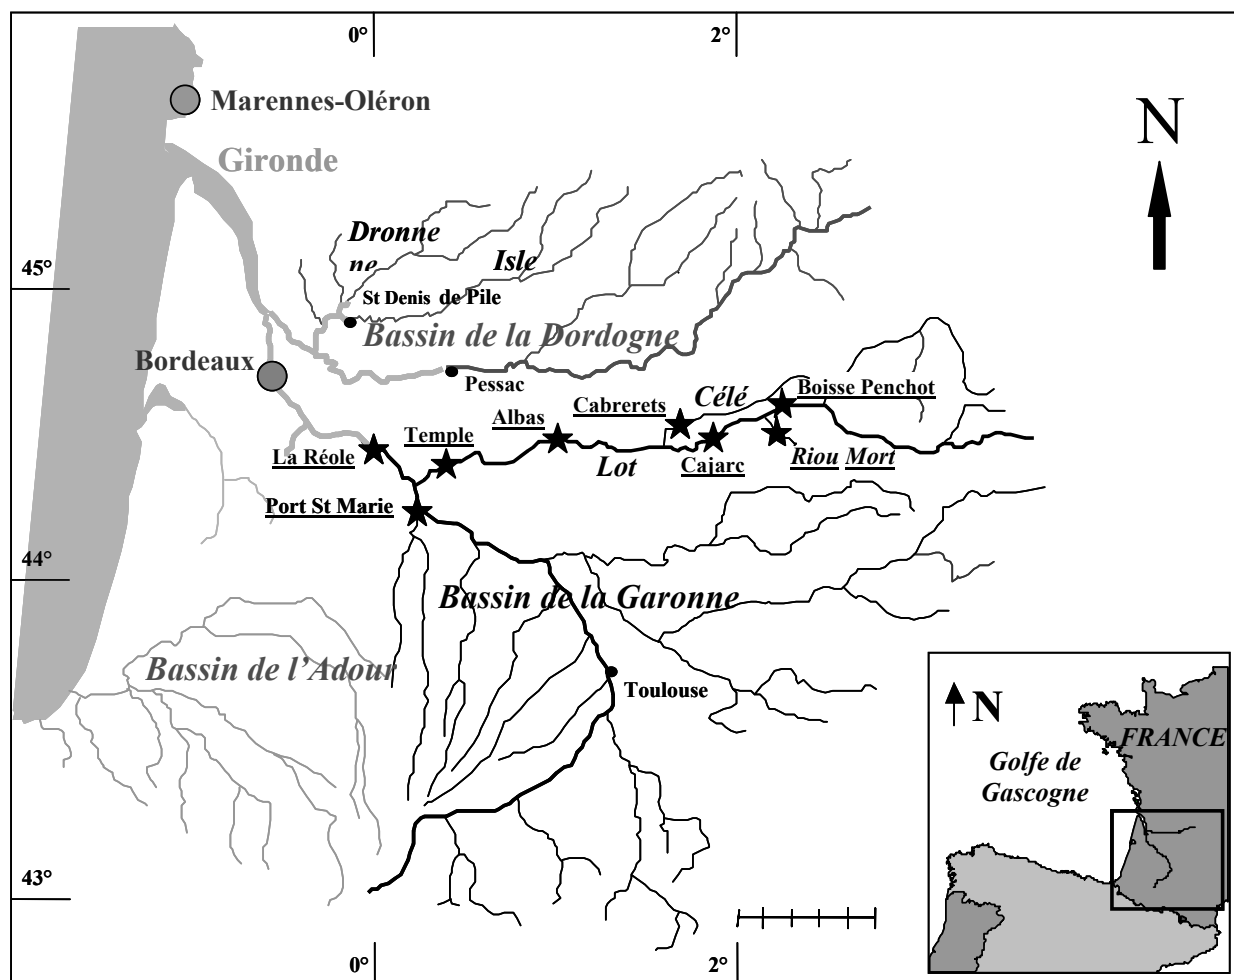 0°
2°
Marennes-Oléron
N
Gironde
Dronne
ne
Isle
45°
St Denis de Pile
Bassin de la Dordogne
Bordeaux
Pessac
Célé
Boisse Penchot
Cabrerets
Albas
Temple
La Réole
Lot
Cajarc
Riou Mort
Port St Marie
44°
Bassin de la Garonne
Bassin de l'Adour
Toulouse
N
FRANCE
Golfe de
Gascogne
43°
0°
2°